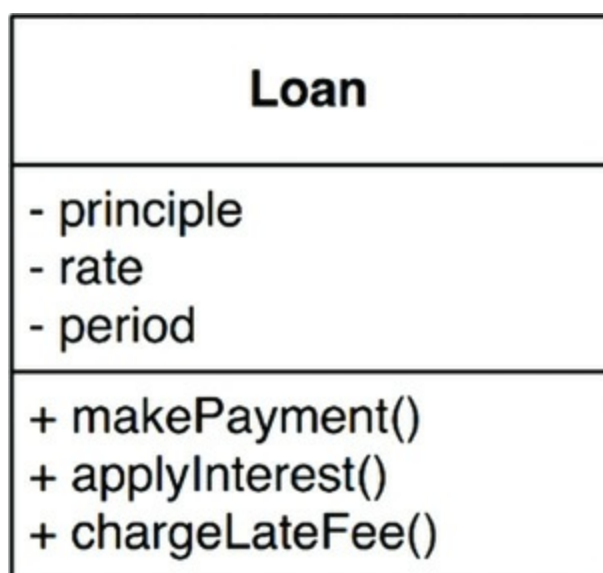 Loan
- principle
- rate
- period
+ makePayment()
+ applyInterest()
+ chargeLateFee()